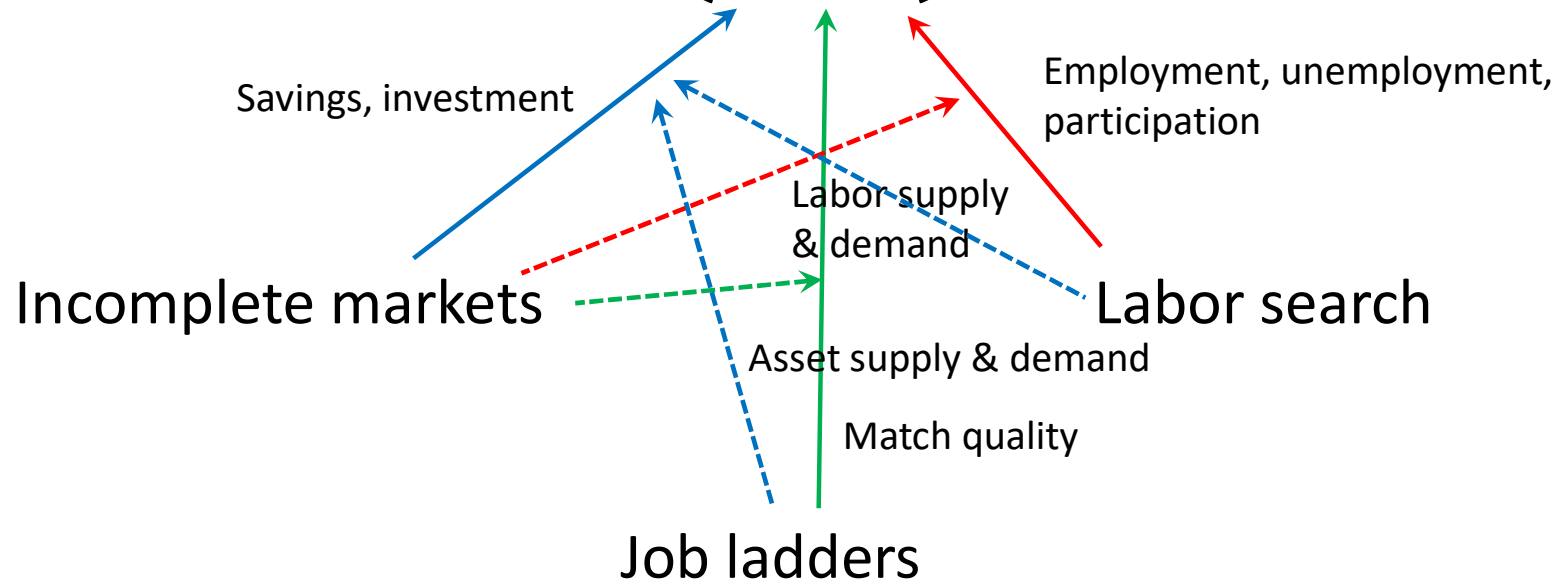 Savings, investment
Employment, unemployment,
participation
Labor supply
& demand
Incomplete markets
Labor search
Asset supply & demand
Match quality
Job ladders